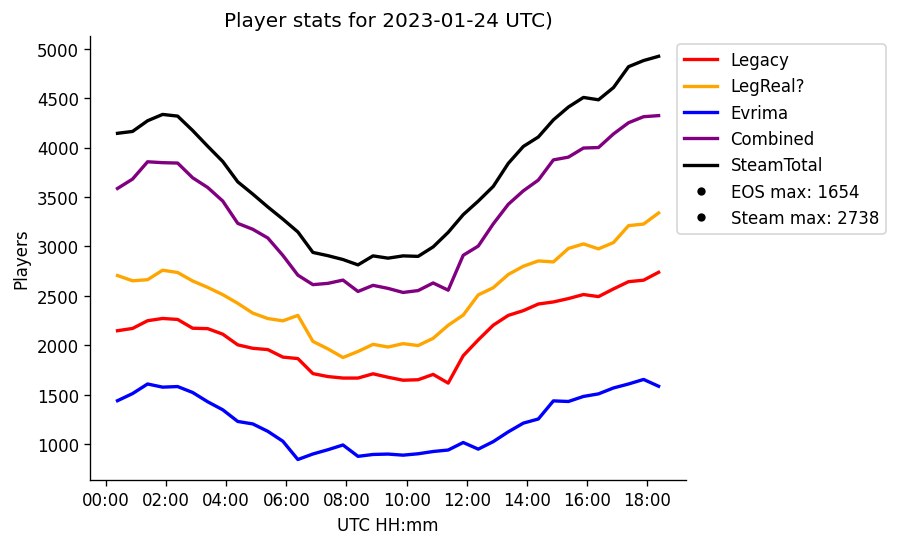 Player stats for 2023-01-24 UTC)
5000
4500
4000
3500
3000
2500
2000
1500
1000
Players
00:00 02:00 04:00 06:00 08:00 10:00 12:00 14:00 16:00 18:00
UTC HH:mm
Legacy
LegReal?
Evrima
Combined
SteamTotal
EOS max: 1654
Steam max: 2738